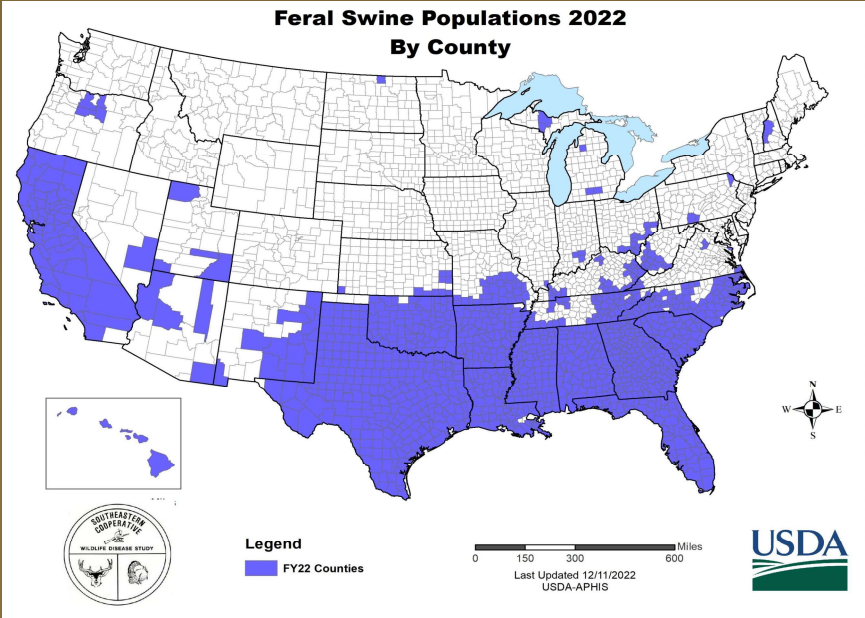 Feral Swine Populations 2022
By County
N
W
E
S
SOUTHEASTERN
COOPERATIVE
WILDLIFE DISEASE STUDY
Legend
FY22 Counties
Miles
0 150 300 600
Last Updated 12/11/2022
USDA-APHIS
USDA